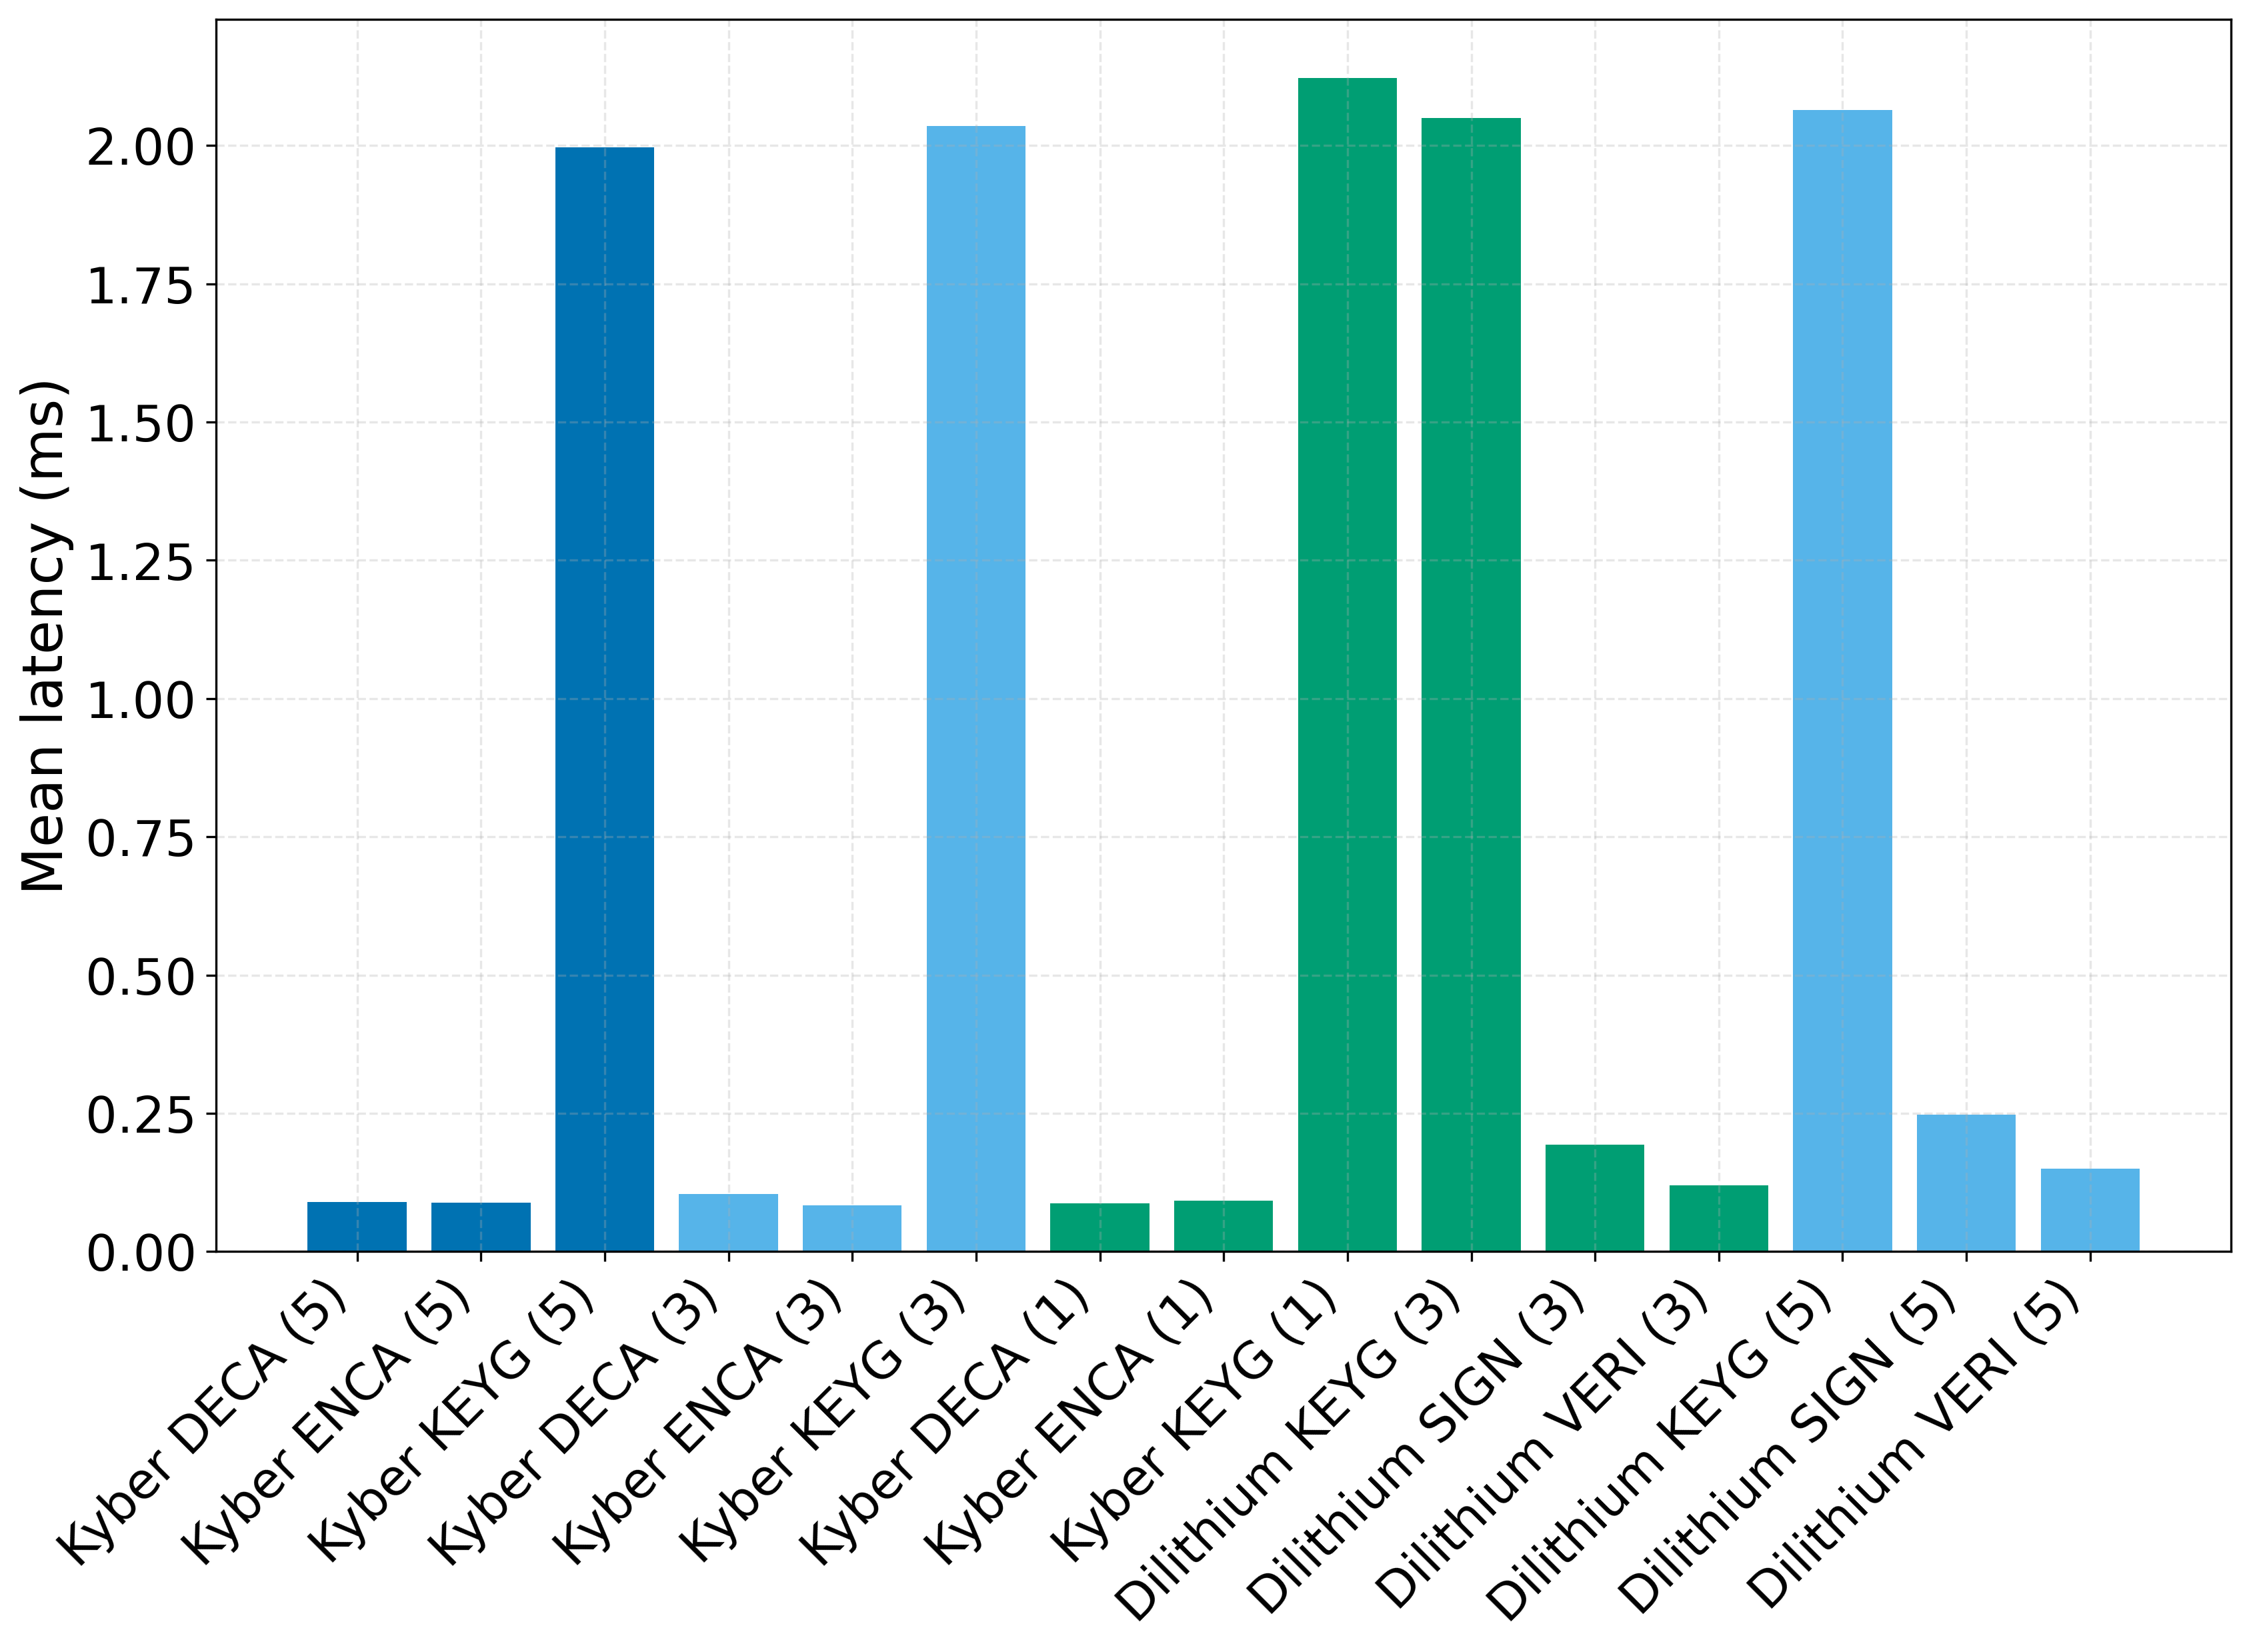 Mean latency (ms)
2.00
1.75
1.50
1.25
1.00
0.75
0.50
0.25
0.00
Kyber DECA ((5))
Kyber ENCA ((5))
Kyber KEYG ((5))
Kyber DECA ((3))
Kyber ENCA ((3))
Kyber KEYG ((3))
Kyber DECA ((1))
Kyber ENCA ((1))
Kyber KEYG ((1))
Dilithium KEYG ((3))
Dilithium SIGN ((3))
Dilithium VERI ((3))
Dilithium KEYG ((5))
Dilithium SIGN ((5))
Dilithium VERI ((5))